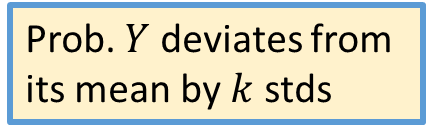 Prob. Y deviates from
its mean by k stds